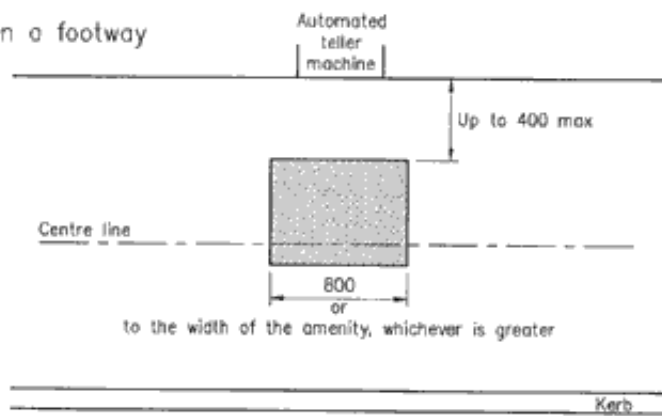 n a footway
Automated
teller
machine
Up to 400 max
Centre line
800
or
to the width of the amenity, whichever is greater
Kerb